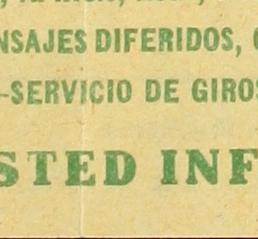 NSAJES DIFERIDOS,
-SERVICIO DE GIROS
STED INF